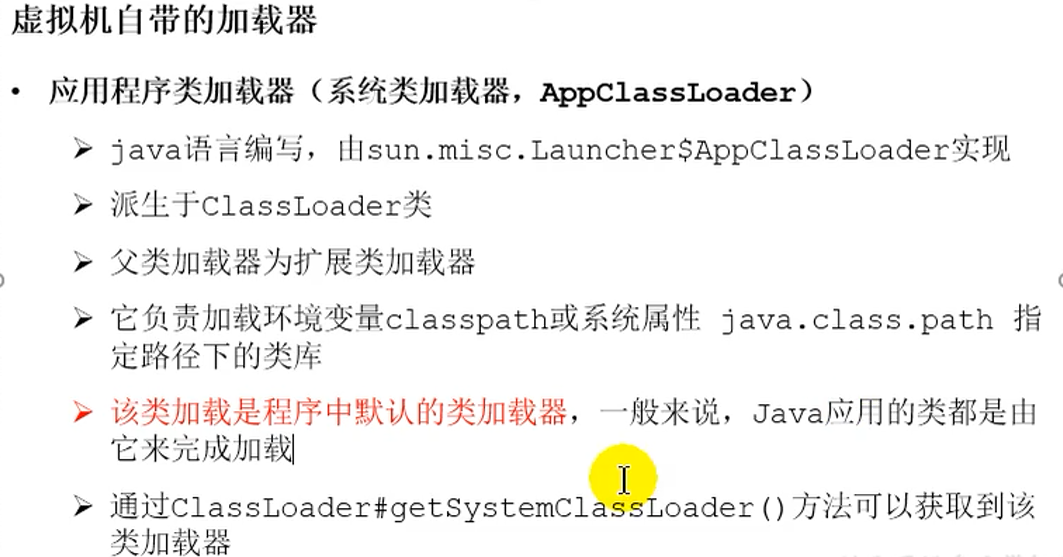 虚拟机自带的加载器
• 应用程序类加载器（系统类加载器，AppClassLoader）
➢ java语言编写，由sun.misc.Launcher$AppClassLoader实现
➢ 派生于ClassLoader类
➢ 父类加载器为扩展类加载器
➢ 它负责加载环境变量classpath或系统属性 java.class.path 指
定路径下的类库
➢ 该类加载是程序中默认的类加载器，一般来说，Java应用的类都是由
它来完成加载
➢ 通过ClassLoader#getSystemClassLoader()方法可以获取到该
类加载器